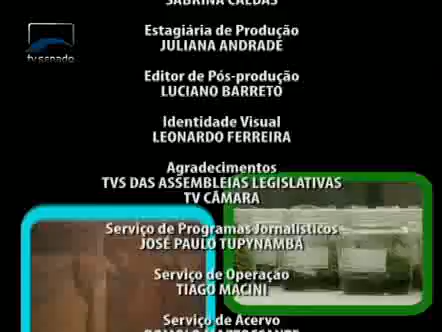 SABRINA CALDAS
tv senado
Estagiária de Produção
JULIANA ANDRADE
Editor de Pós-produção
LUCIANO BARRETO
Identidade Visual
LEONARDO FERREIRA
Agradecimentos
TVS DAS ASSEMBLEIAS LEGISLATIVAS
TV CÂMARA
Serviço de Programas Jornalísticos
JOSÉ PAULO TUPYNAMBÁ
Serviço de Operação
TIAGO MACINI
Serviço de Acervo